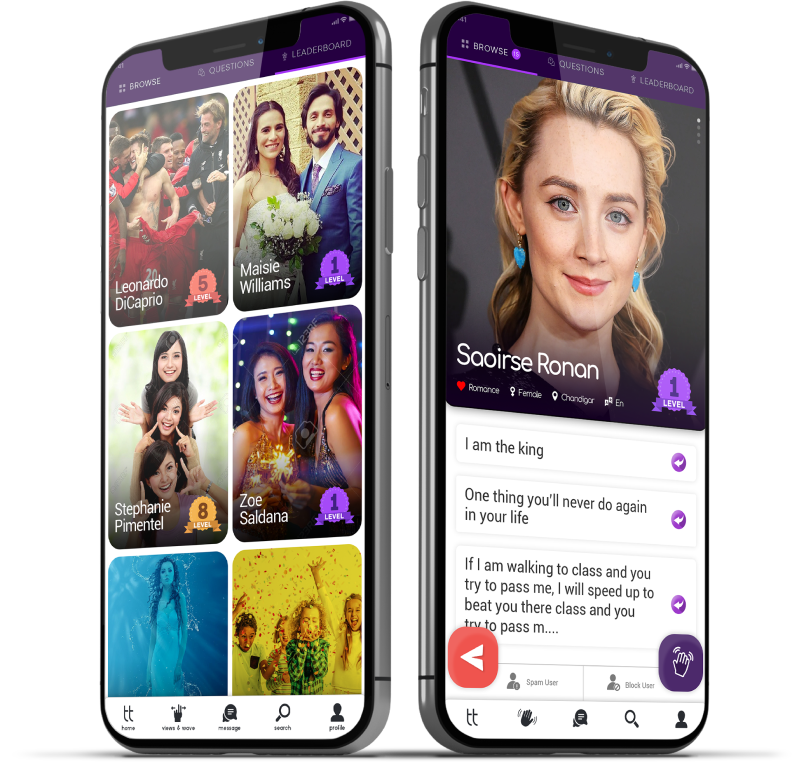 BROWSE
QUESTIONS
LEADERBOARD
20
Leonardo
DiCaprio
5
LEVEL
Maisie
Williams
1
LEVEL
Stephanie
Pimentel
8
LEVEL
Zoe
Saldana
1
LEVEL
123RF
tt
home
message
search
profile
BROWSE
QUESTIONS
LEADERBOARD
Saoirse Ronan
Romance
Female
Chandigar
En
1
LEVEL
I am the king
One thing you'll never do again
in your life
If I am walking to class and you
try to pass me, I will speed up to
beat you there class and you
try to pass m....
Spam User
Block User
tt